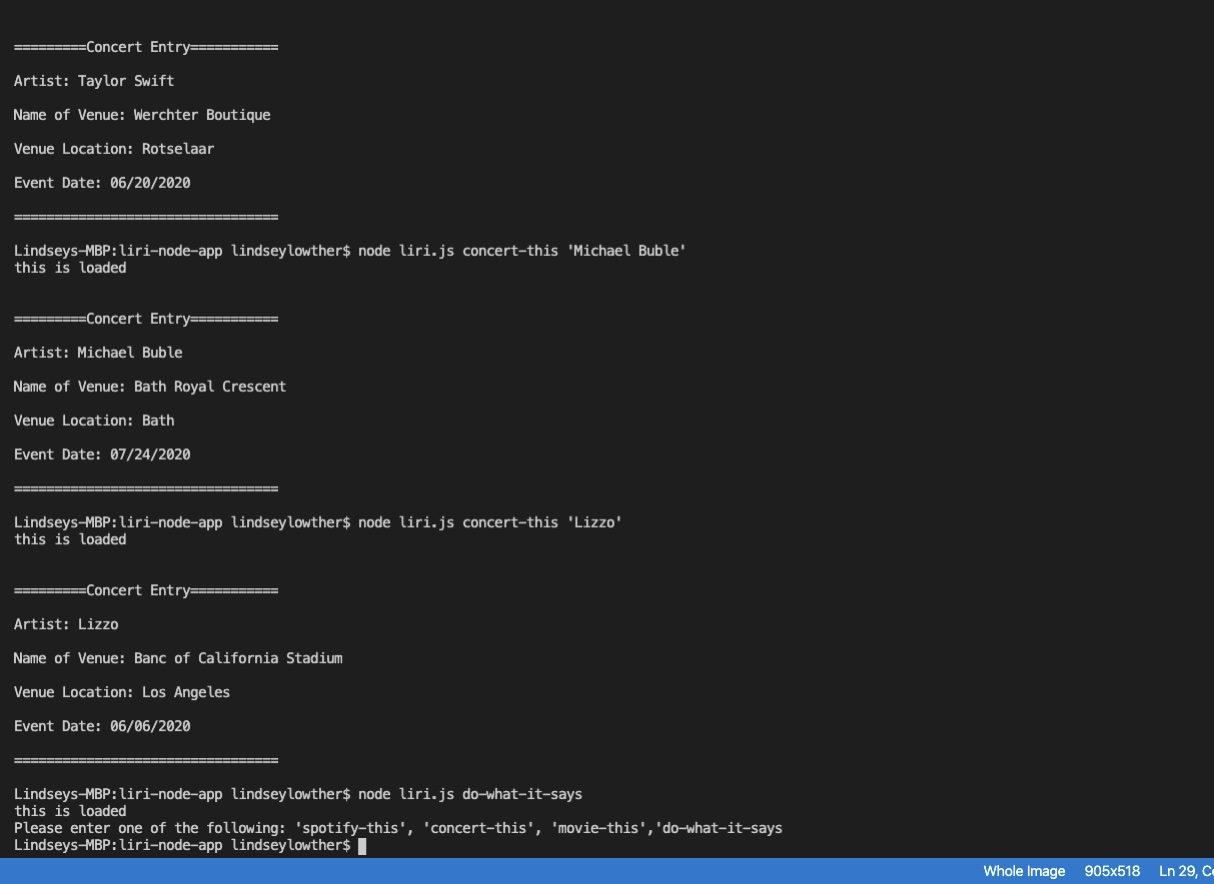 =========Concert Entry===========
Artist: Taylor Swift
Name of Venue: Werchter Boutique
Venue Location: Rotselaar
Event Date: 06/20/2020
=================================
Lindseys-MBP:liri-node-app lindseylowther$ node liri.js concert-this 'Michael Buble'
this is loaded
=========Concert Entry===========
Artist: Michael Buble
Name of Venue: Bath Royal Crescent
Venue Location: Bath
Event Date: 07/24/2020
=================================
Lindseys-MBP:liri-node-app lindseylowther$ node liri.js concert-this 'Lizzo'
this is loaded
=========Concert Entry===========
Artist: Lizzo
Name of Venue: Banc of California Stadium
Venue Location: Los Angeles
Event Date: 06/06/2020
=================================
Lindseys-MBP:liri-node-app lindseylowther$ node liri.js do-what-it-says
this is loaded
Please enter one of the following: 'spotify-this', 'concert-this', 'movie-this','do-what-it-says
Lindseys-MBP:liri-node-app lindseylowther$
Whole Image 905x518 Ln 29,